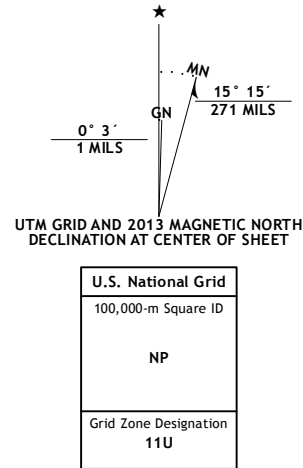 ★
MN
GN
15° 15´
271 MILS
0° 3´
1 MILS
UTM GRID AND 2013 MAGNETIC NORTH
DECLINATION AT CENTER OF SHEET
U.S. National Grid
100,000-m Square ID
NP
Grid Zone Designation
11U